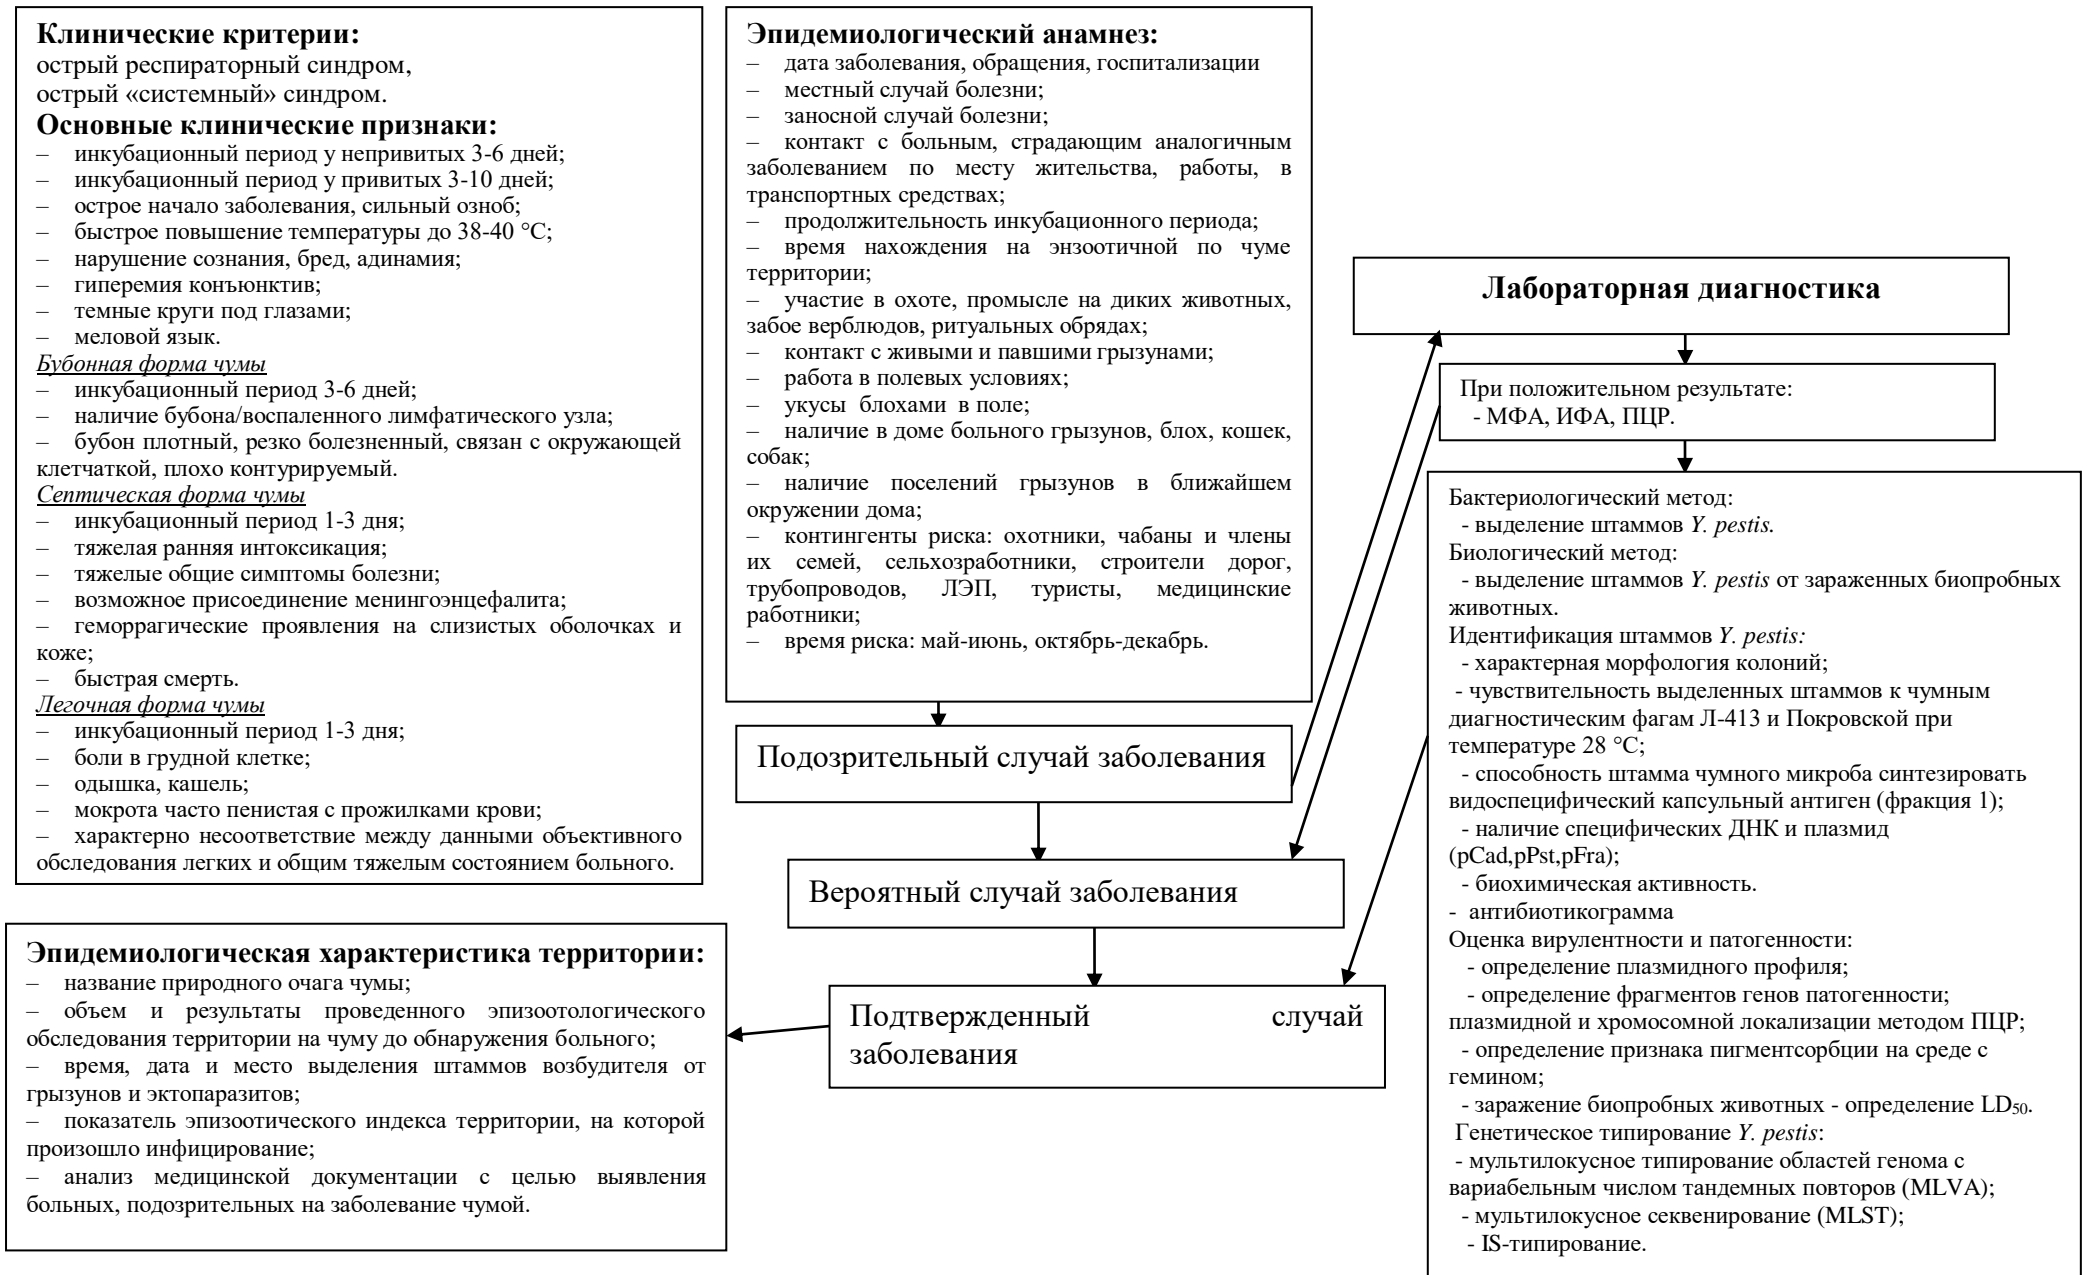 Клинические критерии:
острый респираторный синдром,
острый «системный» синдром.
Основные клинические признаки:
– инкубационный период у непривитых 3-6 дней;
– инкубационный период у привитых 3-10 дней;
– острое начало заболевания, сильный озноб;
– быстрое повышение температуры до 38-40 °С;
– нарушение сознания, бред, адинамия;
– гиперемия конъюнктив;
– темные круги под глазами;
– меловой язык.
Бубонная форма чумы
– инкубационный период 3-6 дней;
– наличие бубона/воспаленного лимфатического узла;
– бубон плотный, резко болезненный, связан с окружающей
клетчаткой, плохо контурируемый.
Септическая форма чумы
– инкубационный период 1-3 дня;
– тяжелая ранняя интоксикация;
– тяжелые общие симптомы болезни;
– возможное присоединение менингоэнцефалита;
– геморрагические проявления на слизистых оболочках и
коже;
– быстрая смерть.
Легочная форма чумы
– инкубационный период 1-3 дня;
– боли в грудной клетке;
– одышка, кашель;
– мокрота часто пенистая с прожилками крови;
– характерно несоответствие между данными объективного
обследования легких и общим тяжелым состоянием больного.
Эпидемиологический анамнез:
– дата заболевания, обращения, госпитализации
– местный случай болезни;
– заносной случай болезни;
– контакт с больным, страдающим аналогичным
заболеванием по месту жительства, работы, в
транспортных средствах;
– продолжительность инкубационного периода;
– время нахождения на энзоотичной по чуме
территории;
– участие в охоте, промысле на диких животных,
забое верблюдов, ритуальных обрядах;
– контакт с живыми и павшими грызунами;
– работа в полевых условиях;
– укусы блохами в поле;
– наличие в доме больного грызунов, блох, кошек,
собак;
– наличие поселений грызунов в ближайшем
окружении дома;
– контингенты риска: охотники, чабаны и члены
их семей, сельхозработники, строители дорог,
трубопроводов, ЛЭП, туристы, медицинские
работники;
– время риска: май-июнь, октябрь-декабрь.
Подозрительный случай заболевания
Вероятный случай заболевания
Подтвержденный случай
заболевания
Эпидемиологическая характеристика территории:
– название природного очага чумы;
– объем и результаты проведенного эпизоотологического
обследования территории на чуму до обнаружения больного;
– время, дата и место выделения штаммов возбудителя от
грызунов и эктопаразитов;
– показатель эпизоотического индекса территории, на которой
произошло инфицирование;
– анализ медицинской документации с целью выявления
больных, подозрительных на заболевание чумой.
Лабораторная диагностика
При положительном результате:
- МФА, ИФА, ПЦР.
Бактериологический метод:
- выделение штаммов Y. pestis.
Биологический метод:
- выделение штаммов Y. pestis от зараженных биопробных
животных.
Идентификация штаммов Y. pestis:
- характерная морфология колоний;
- чувствительность выделенных штаммов к чумным
диагностическим фагам Л-413 и Покровской при
температуре 28 °С;
- способность штамма чумного микроба синтезировать
видоспецифический капсульный антиген (фракция 1);
- наличие специфических ДНК и плазмид
(pCad,pPst,pFra);
- биохимическая активность.
- антибиотикограмма
Оценка вирулентности и патогенности:
- определение плазмидного профиля;
- определение фрагментов генов патогенности;
плазмидной и хромосомной локализации методом ПЦР;
- определение признака пигментсорбции на среде с
гемином;
- заражение биопробных животных - определение LD50.
Генетическое типирование Y. pestis:
- мультилокусное типирование областей генома с
вариабельным числом тандемных повторов (MLVA);
- мультилокусное секвенирование (MLST);
- IS-типирование.